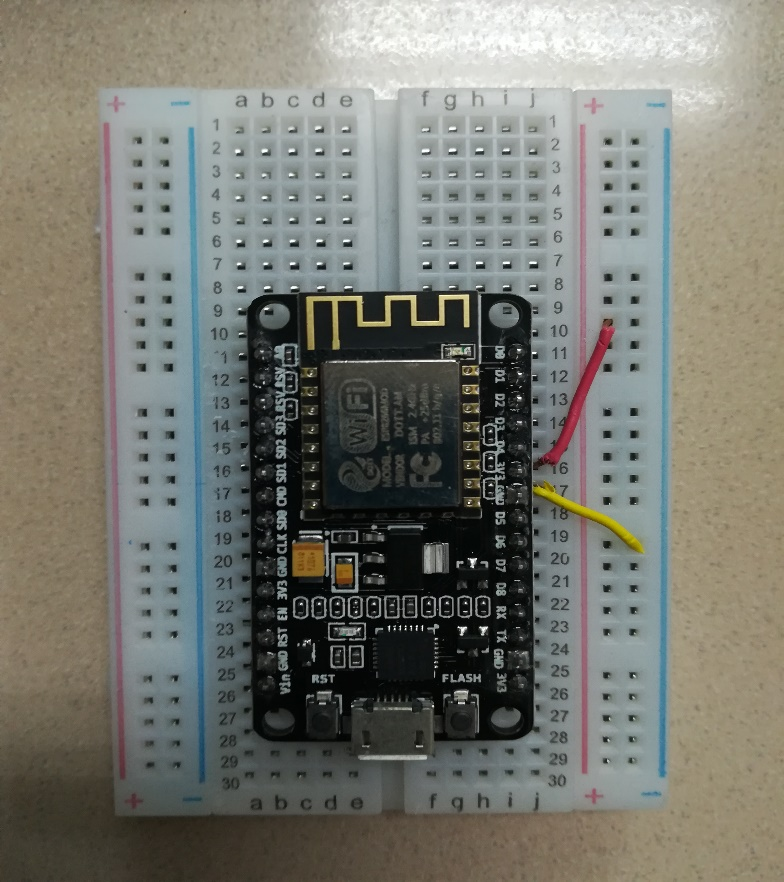 + − a b c d e f g h i j + −
1 1
2 2
3 3
4 4
5 5
6 6
7 7
8 8
9 9
10 10
11 D0 11
12 RSV D1 12
13 RSV D2 13
14 SD3 D3 14
15 SD2 D4
16 SD1 3V3 16
17 CMD GND 17
18 SD0 D5 18
19 CLK D6 19
20 GND D7 20
21 3V3 D8 21
22 EN RX 22
23 RST TX 23
24 GND GND 24
25 Vin 3V3 25
26 26
27 27
28 28
29 29
30 30
WiFi
MODEL ESP8266MOD
VENDOR
ISM 2.4GHz
PA +25dBm
802.11b/g/n
FC
RST FLASH
+ − a b c d e f g h i j + −